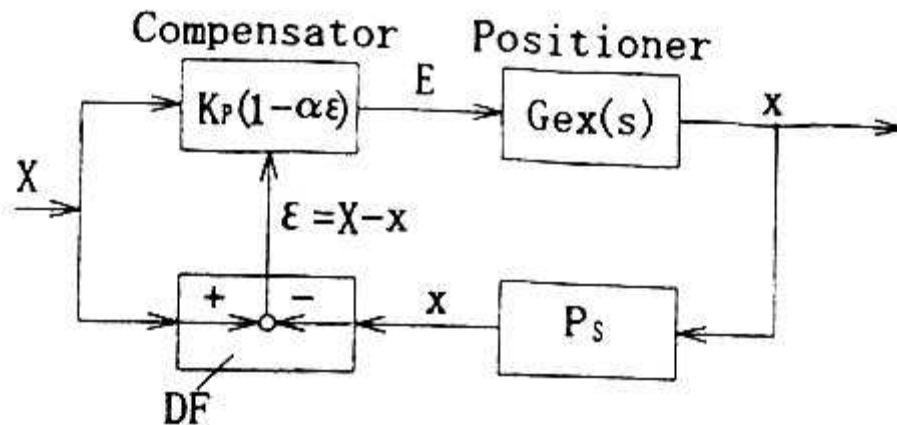 Compensator
Positioner
Kₚ(1-αε)
E
Gex(s)
x
X
ε=X-x
+
-
x
Pₛ
DF